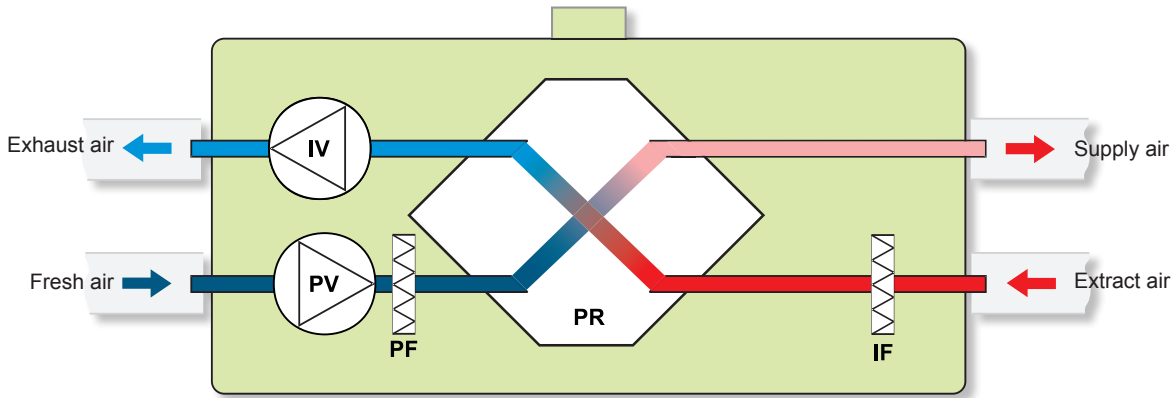 Exhaust air
IV
Supply air
Fresh air
PV
PF
PR
IF
Extract air